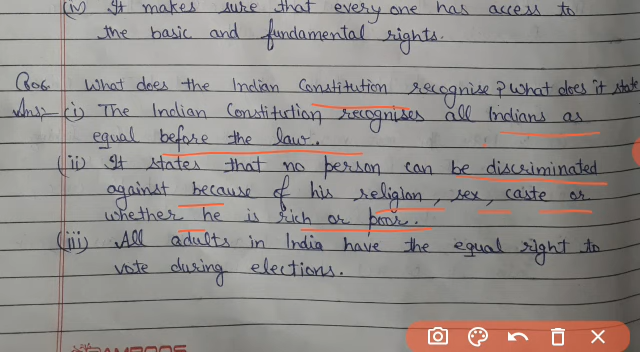 (iv) It makes sure that every one has access to
the basic and fundamental rights.
Q06. What does the Indian Constitution recognise? What does it state
Ans:- (i) The Indian Constitution recognises all Indians as
equal before the law.
(ii) It states that no person can be discriminated
against because of his religion, sex, caste or
whether he is rich or poor.
(iii) All adults in India have the equal right to
vote during elections.